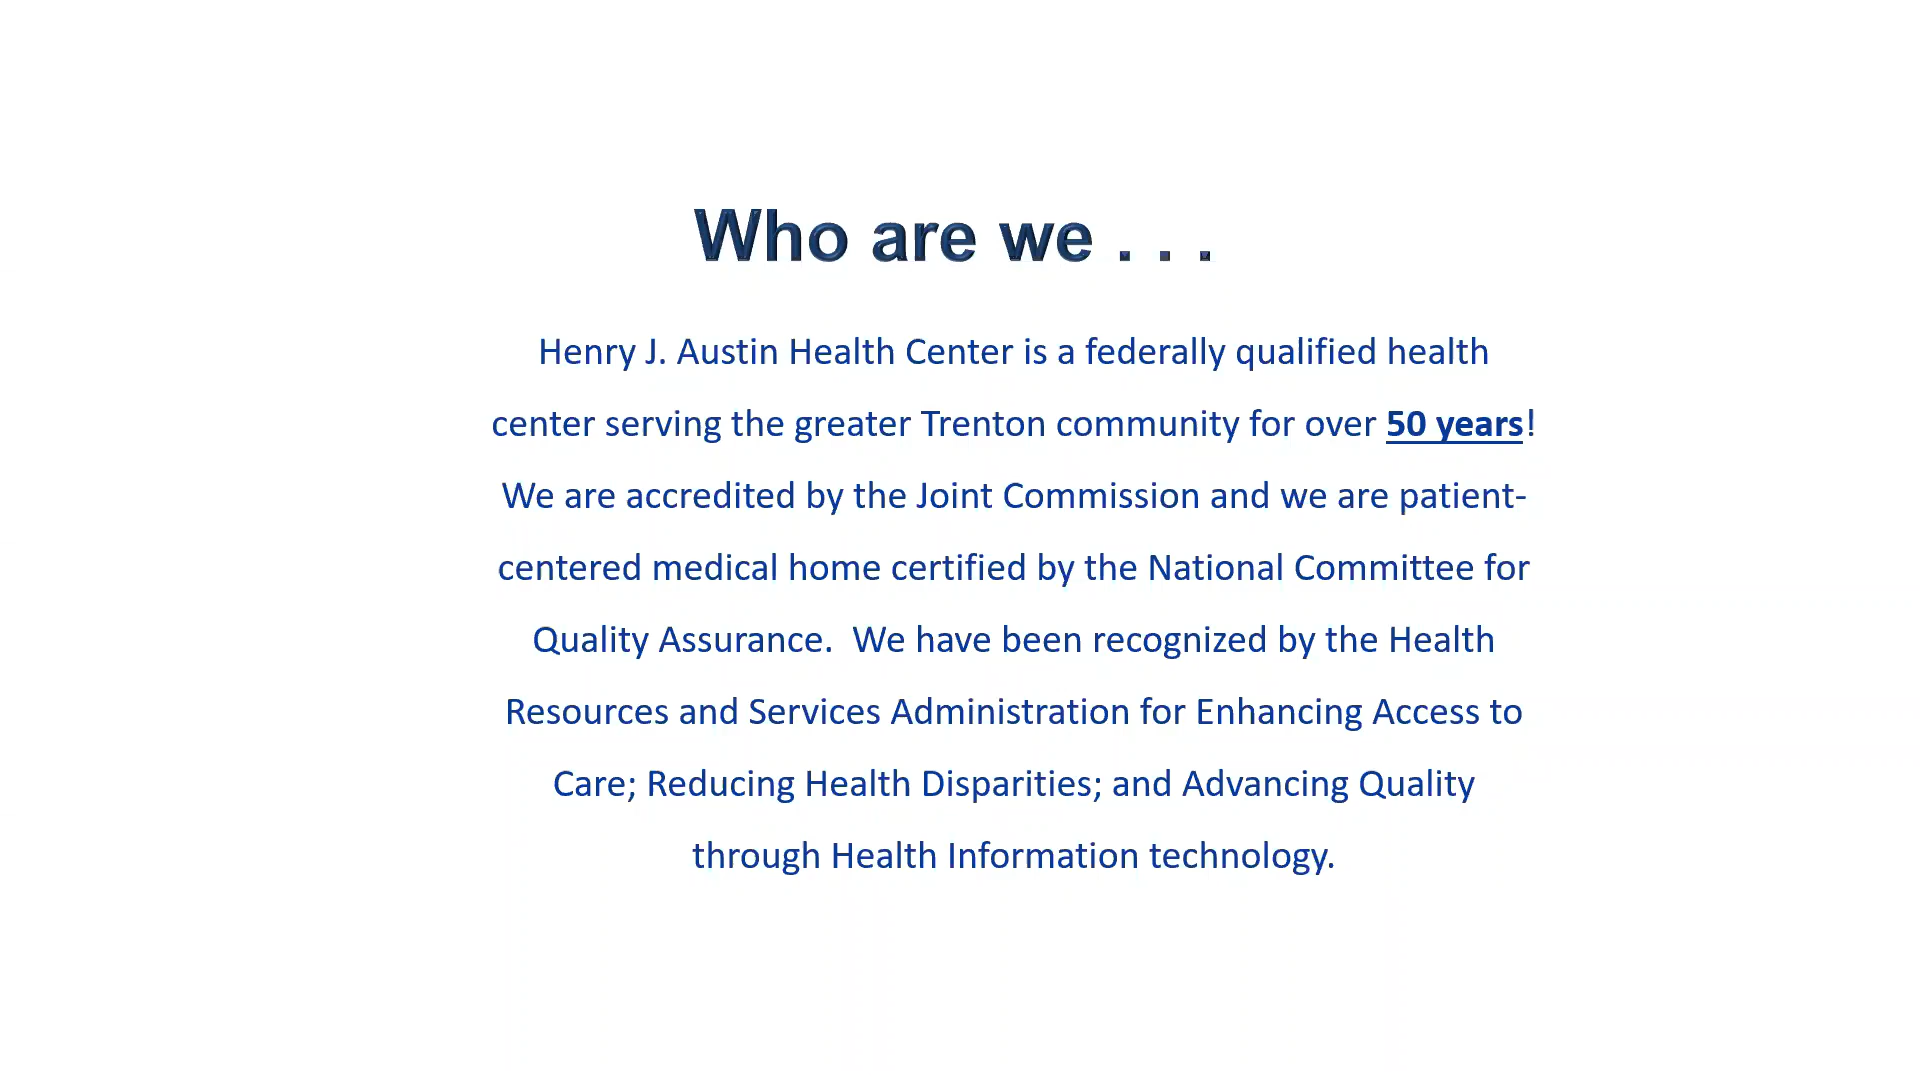 Who are we . . .
Henry J. Austin Health Center is a federally qualified health
center serving the greater Trenton community for over 50 years!
We are accredited by the Joint Commission and we are patient-
centered medical home certified by the National Committee for
Quality Assurance.  We have been recognized by the Health
Resources and Services Administration for Enhancing Access to
Care; Reducing Health Disparities; and Advancing Quality
through Health Information technology.